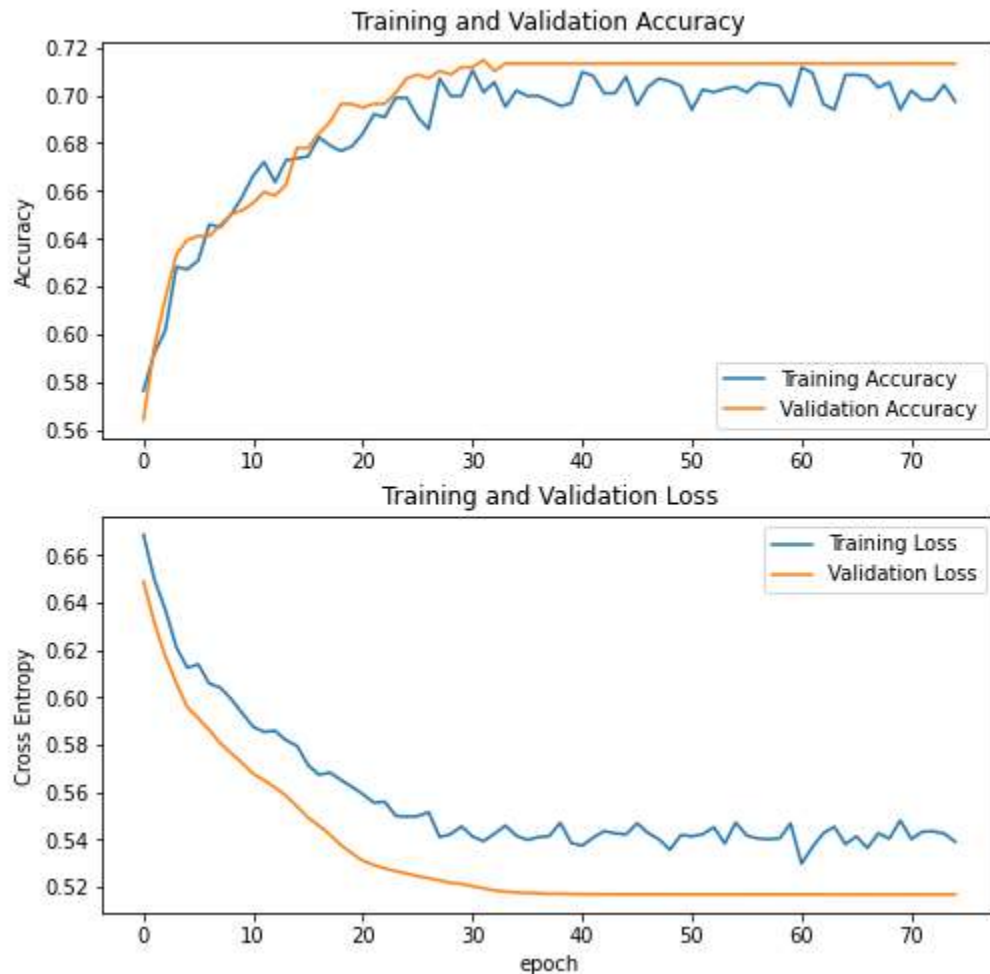 Training and Validation Accuracy
0.72
0.70
0.68
0.66
0.64
0.62
0.60
0.58
0.56
Accuracy
Training Accuracy
Validation Accuracy
0 10 20 30 40 50 60 70
Training and Validation Loss
0.66
0.64
0.62
0.60
0.58
0.56
0.54
0.52
Cross Entropy
Training Loss
Validation Loss
0 10 20 30 40 50 60 70
epoch